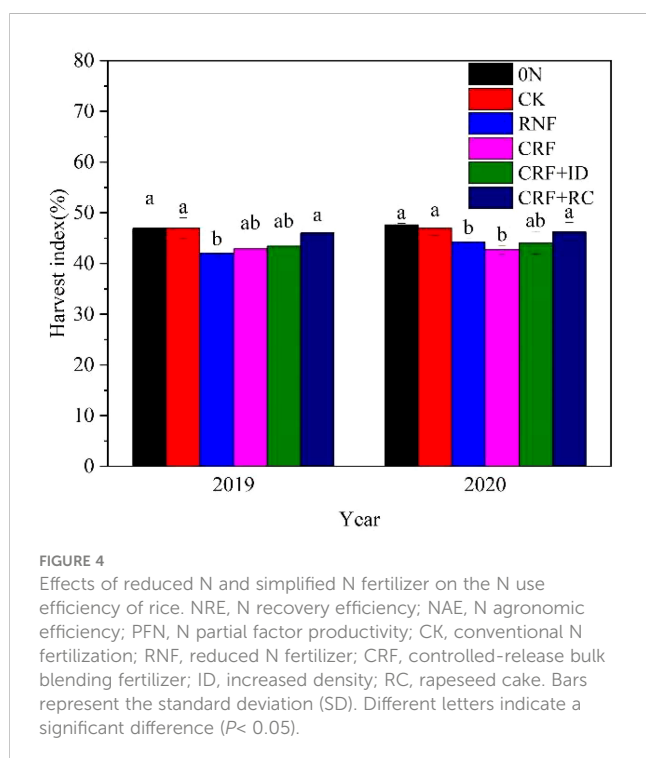 80
70
60
50
40
30
20
10
0
Harvest index(%)
0N
CK
RNF
CRF
CRF+ID
CRF+RC
a a b ab ab a
a a b b ab a
2019 2020
Year
FIGURE 4
Effects of reduced N and simplified N fertilizer on the N use
efficiency of rice. NRE, N recovery efficiency; NAE, N agronomic
efficiency; PFN, N partial factor productivity; CK, conventional N
fertilization; RNF, reduced N fertilizer; CRF, controlled-release bulk
blending fertilizer; ID, increased density; RC, rapeseed cake. Bars
represent the standard deviation (SD). Different letters indicate a
significant difference (P< 0.05).